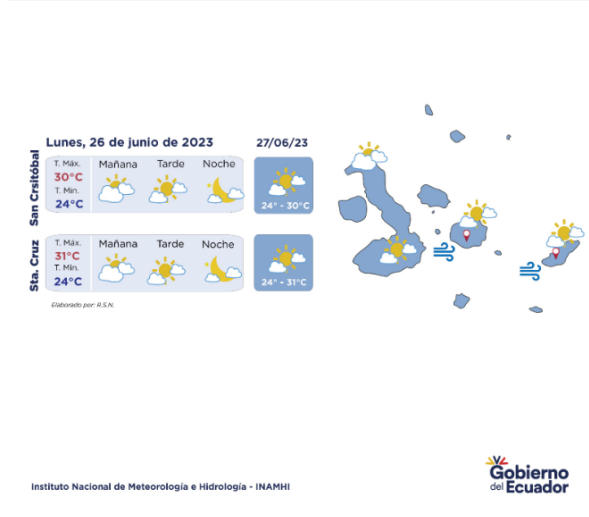 Lunes, 26 de junio de 2023
27/06/23
San Crsitóbal
T. Máx.
30°C
T. Min.
24°C
Mañana
Tarde
Noche
24° - 30°C
Sta. Cruz
T. Máx.
31°C
T. Min.
24°C
Mañana
Tarde
Noche
24° - 31°C
Elaborado por: R.S.N.
Instituto Nacional de Meteorología e Hidrología - INAMHI
Gobierno
del Ecuador